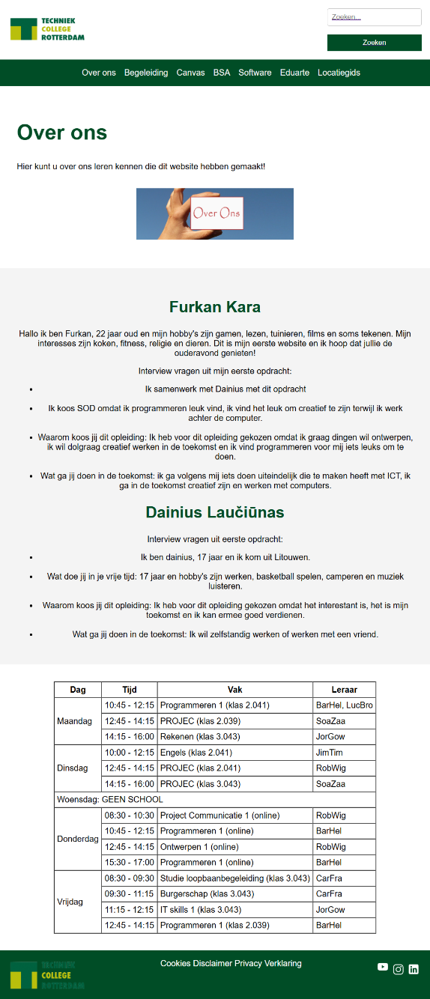 TECHNIEK
COLLEGE
ROTTERDAM
Zoeken...
Zoeken
Over ons Begeleiding Canvas BSA Software Eduarte Locatiegids
Over ons
Hier kunt u over ons leren kennen die dit website hebben gemaakt!
Over Ons
Furkan Kara
Hallo ik ben Furkan, 22 jaar oud en mijn hobby's zijn gamen, lezen, tuinieren, films en soms tekenen. Mijn
interesses zijn koken, fitness, religie en dieren. Dit is mijn eerste website en ik hoop dat jullie de
ouderavond genieten!
Interview vragen uit mijn eerste opdracht:
• Ik samenwerk met Dainius met dit opdracht
• Ik koos SOD omdat ik programmeren leuk vind, ik vind het leuk om creatief te zijn terwijl ik werk
achter de computer.
• Waarom koos jij dit opleiding: Ik heb voor dit opleiding gekozen omdat ik graag dingen wil ontwerpen,
ik wil dolgraag creatief werken in de toekomst en ik vind programmeren voor mij iets leuks om te
doen.
• Wat ga jij doen in de toekomst: ik ga volgens mij iets doen uiteindelijk die te maken heeft met ICT, ik
ga in de toekomst creatief zijn en werken met computers.
Dainius Laučiūnas
Interview vragen uit eerste opdracht:
• Ik ben dainius, 17 jaar en ik kom uit Litouwen.
• Wat doe jij in je vrije tijd: 17 jaar en hobby's zijn werken, basketball spelen, camperen en muziek
luisteren.
• Waarom koos jij dit opleiding: Ik heb voor dit opleiding gekozen omdat het interestant is, het is mijn
toekomst en ik kan ermee goed verdienen.
• Wat ga jij doen in de toekomst: Ik wil zelfstandig werken of werken met een vriend.
Dag Tijd Vak Leraar
Maandag 10:45 - 12:15 Programmeren 1 (klas 2.041) BarHel, LucBro
12:45 - 14:15 PROJEC (klas 2.039) SoaZaa
14:15 - 16:00 Rekenen (klas 3.043) JorGow
Dinsdag 10:00 - 12:15 Engels (klas 2.041) JimTim
12:45 - 14:15 PROJEC (klas 2.041) RobWig
14:15 - 16:00 PROJEC (klas 3.043) SoaZaa
Woensdag: GEEN SCHOOL
Donderdag 08:30 - 10:30 Project Communicatie 1 (online) RobWig
10:45 - 12:15 Programmeren 1 (online) BarHel
12:45 - 14:15 Ontwerpen 1 (online) RobWig
15:30 - 17:00 Programmeren 1 (online) BarHel
Vrijdag 08:30 - 09:30 Studie loopbaanbegeleiding (klas 3.043) CarFra
09:30 - 11:15 Burgerschap (klas 3.043) CarFra
11:15 - 12:15 IT skills 1 (klas 3.043) JorGow
12:45 - 14:15 Programmeren 1 (klas 2.039) BarHel
TECHNIEK
COLLEGE
ROTTERDAM
Cookies Disclaimer Privacy Verklaring